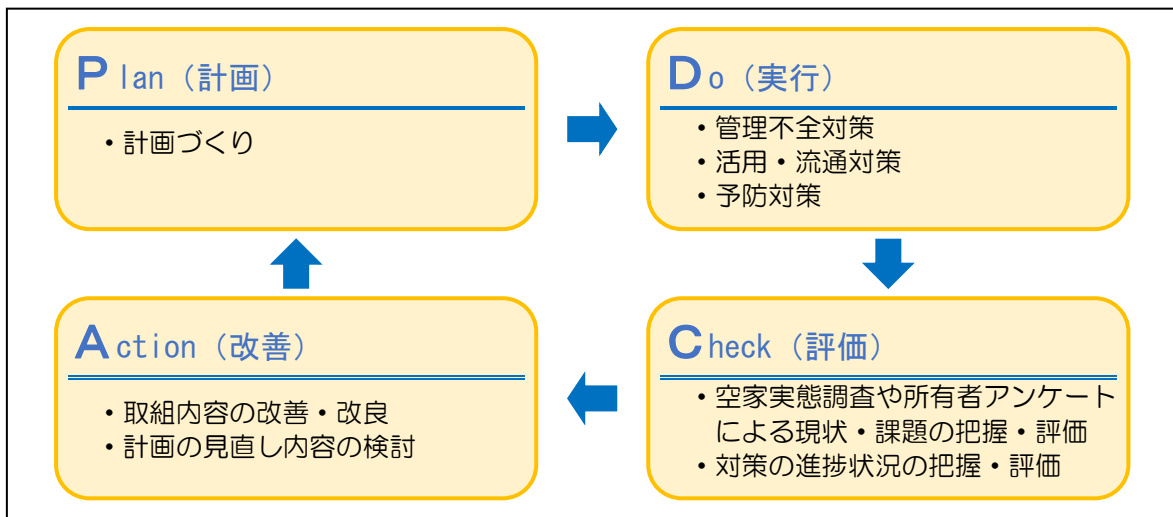 Plan（計画）
・計画づくり
Do（実行）
・管理不全対策
・活用・流通対策
・予防対策
Action（改善）
・取組内容の改善・改良
・計画の見直し内容の検討
Check（評価）
・空家実態調査や所有者アンケート
による現状・課題の把握・評価
・対策の進捗状況の把握・評価